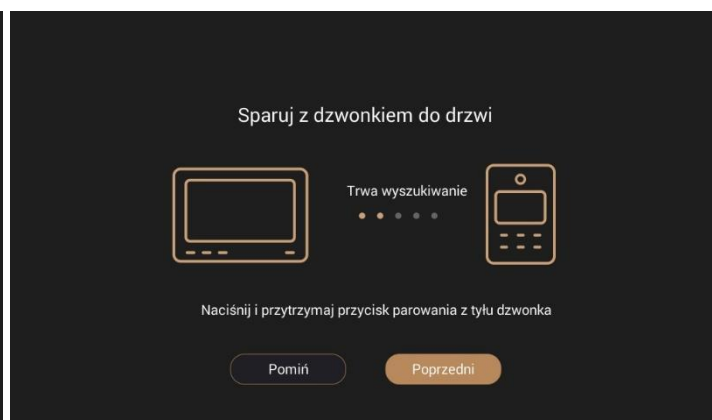 Sparuj z dzwonkiem do drzwi
Trwa wyszukiwanie
Naciśnij i przytrzymaj przycisk parowania z tyłu dzwonka
Pomiń
Poprzedni